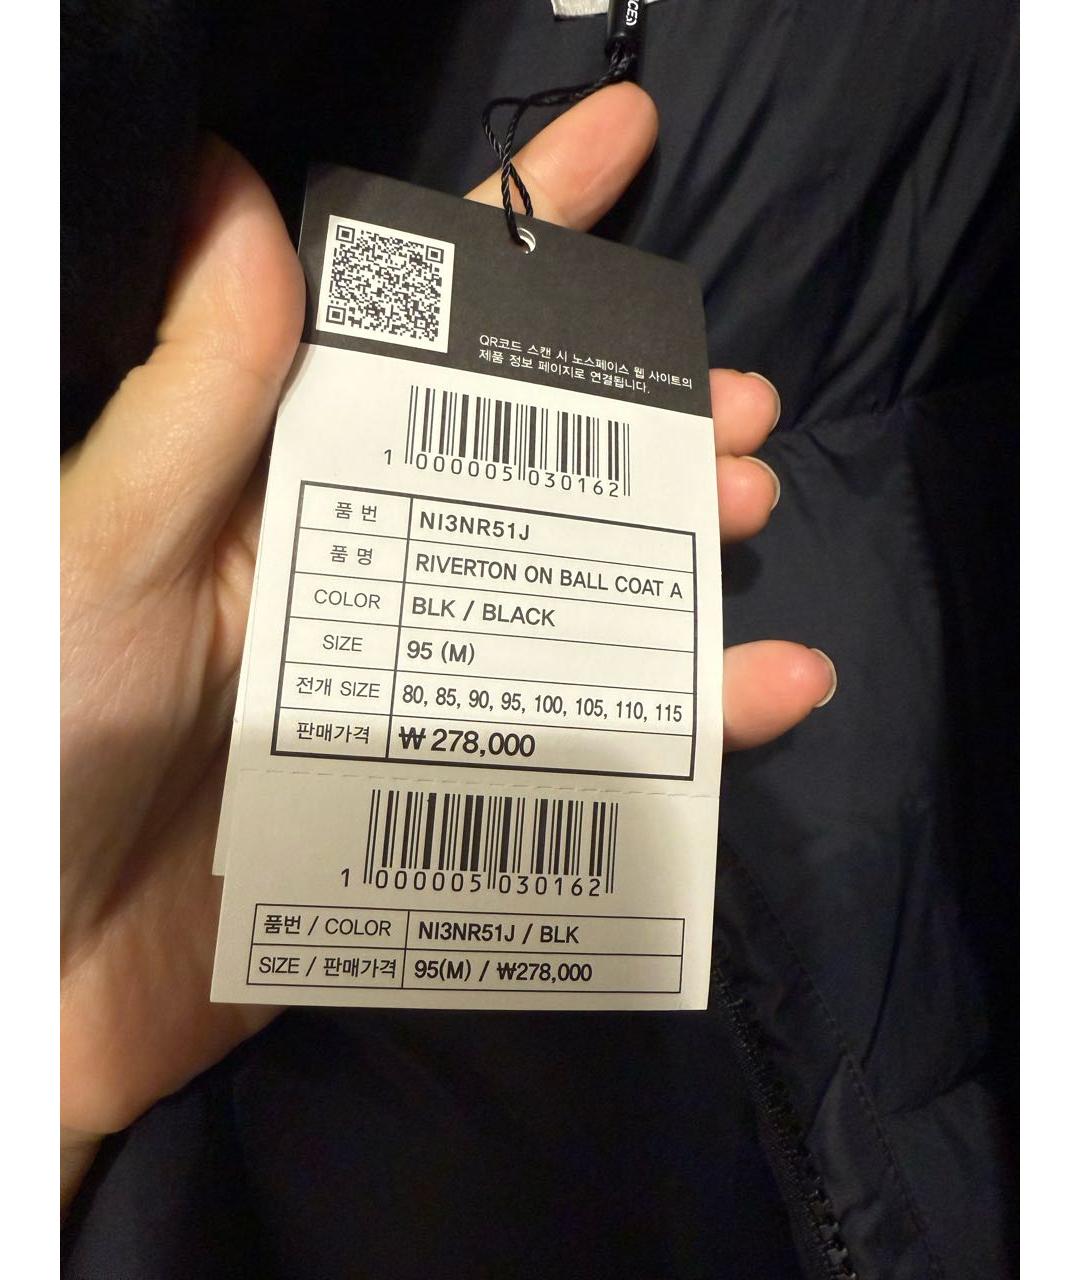 CE))
QR코드 스캔 시 노스페이스 웹 사이트의
제품 정보 페이지로 연결됩니다.
1 000005 030162
품 번 NI3NR51J
품 명 RIVERTON ON BALL COAT A
COLOR BLK / BLACK
SIZE 95 (M)
전개 SIZE 80, 85, 90, 95, 100, 105, 110, 115
판매가격 ₩ 278,000
1 000005 030162
품번 / COLOR NI3NR51J / BLK
SIZE / 판매가격 95(M) / ₩278,000